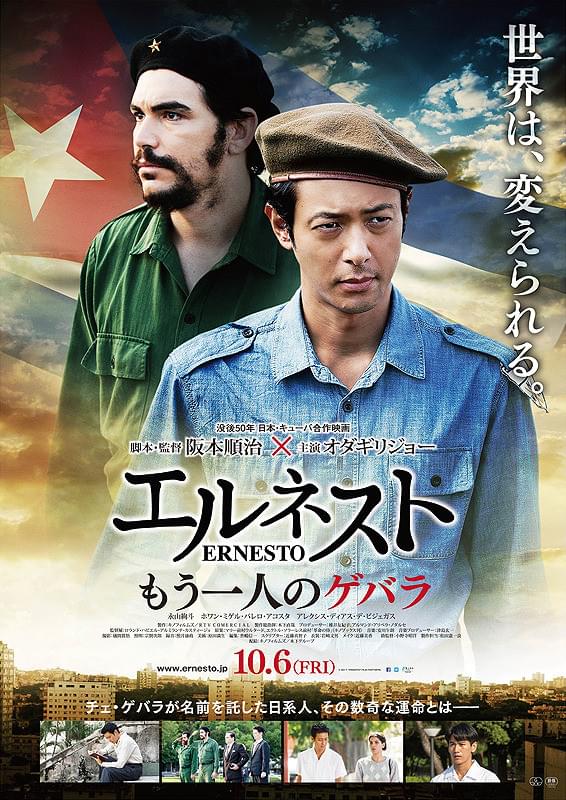 世界は、変えられる。
没後50年 日本・キューバ合作映画
脚本・監督 阪本順治 × 主演 オダギリジョー
エルネスト
ERNESTO
もう一人のゲバラ
永山絢斗 ホワン・ミゲル・バレロ・アコスタ アレクシス・ディアス・デ・ビジェガス
www.ernesto.jp 10.6(FRI)
チェ・ゲバラが名前を託した日系人、その数奇な運命とは──